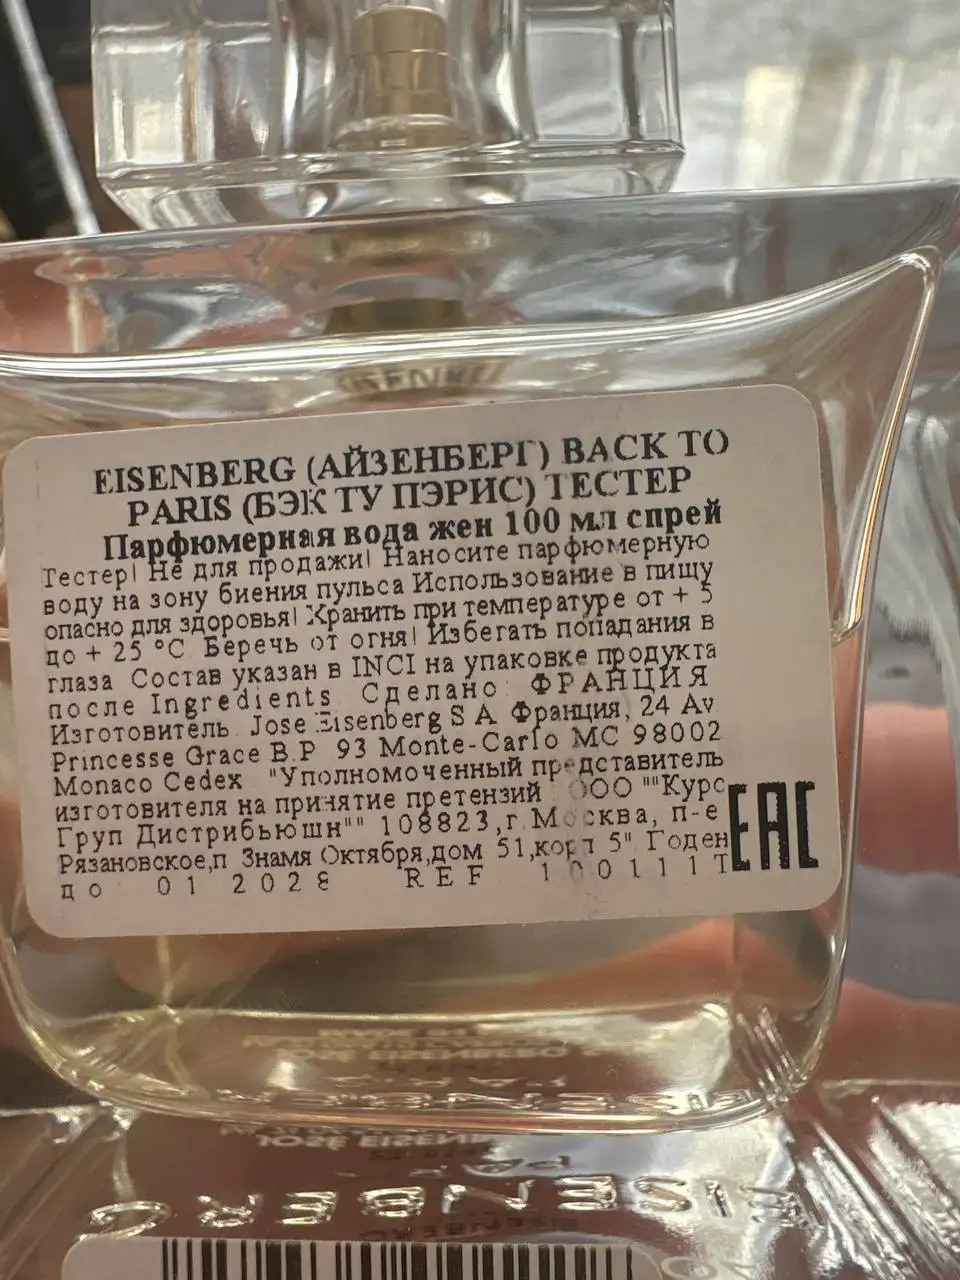 EISENBERG (АЙЗЕНБЕРГ) BACK TO
PARIS (БЭК ТУ ПЭРИС) ТЕСТЕР
Парфюмерная вода жен 100 мл спрей
Тестер! Не для продажи! Наносите парфюмерную
воду на зону биения пульса Использование в пищу
опасно для здоровья! Хранить при температуре от + 5
до + 25 °C Беречь от огня! Избегать попадания в
глаза Состав указан в INCI на упаковке продукта
после Ingredients Сделано ФРАНЦИЯ
Изготовитель Jose Eisenberg S A Франция, 24 Av
Princesse Grace B.P 93 Monte-Carlo MC 98002
Monaco Cedex "Уполномоченный представитель
изготовителя на принятие претензий ООО ""Курс
Груп Дистрибьюшн"" 108823,г.Москва, п-е
Рязановское,п Знамя Октября,дом 51,корп 5" Годен
до 01 2028 REF 100111T
EAC
JOSÉ EISENBERG
EISENBERG